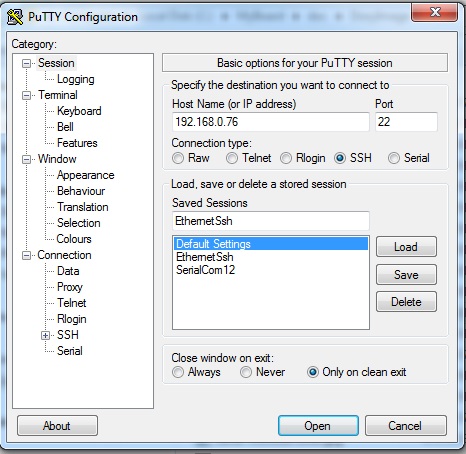 PuTTY Configuration
Category:
Session
Logging
Terminal
Keyboard
Bell
Features
Window
Appearance
Behaviour
Translation
Selection
Colours
Connection
Data
Proxy
Telnet
Rlogin
SSH
Serial
Basic options for your PuTTY session
Specify the destination you want to connect to
Host Name (or IP address) Port
192.168.0.76 22
Connection type:
Raw Telnet Rlogin SSH Serial
Load, save or delete a stored session
Saved Sessions
EthernetSsh
Default Settings
EthernetSsh
SerialCom12
Load
Save
Delete
Close window on exit:
Always Never Only on clean exit
About Open Cancel